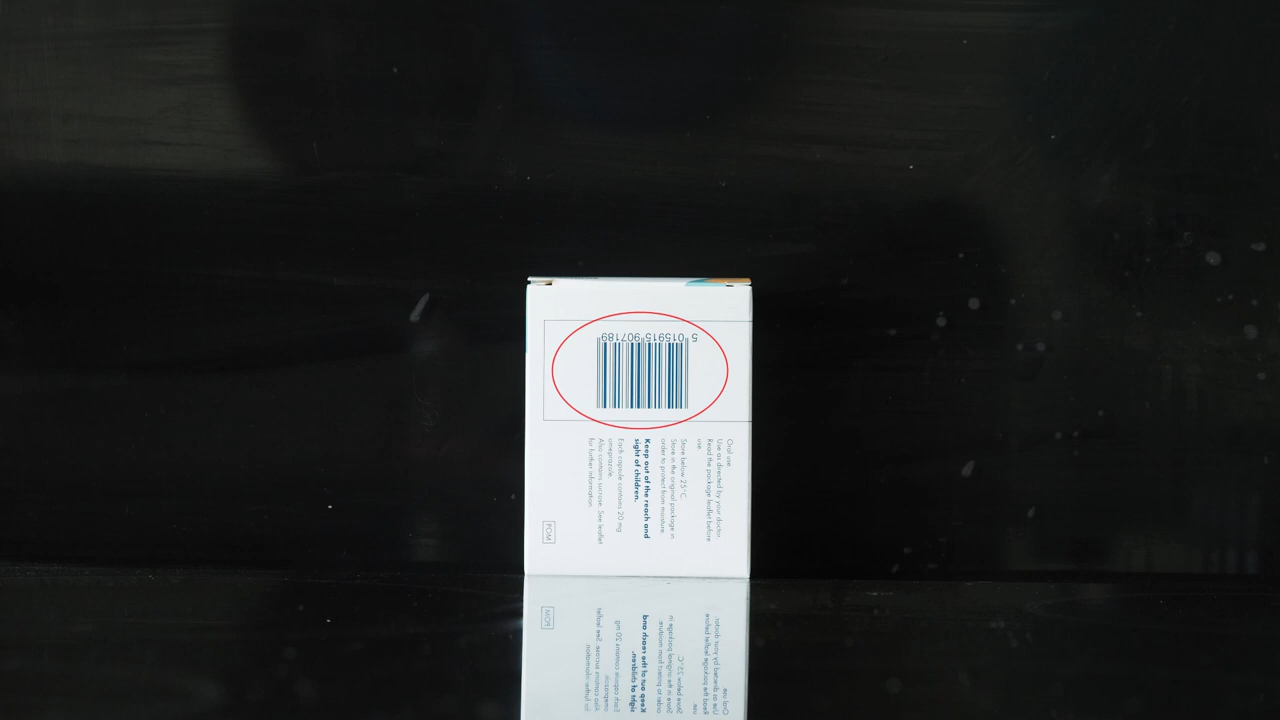 5 015915 907189
Oral use.
Use as directed by your doctor.
Read the package leaflet before
use.
Store below 25°C.
Store in the original package in
order to protect from moisture.
Keep out of the reach and
sight of children.
Each capsule contains 20 mg
omeprazole.
Also contains sucrose. See leaflet
for further information.
POM